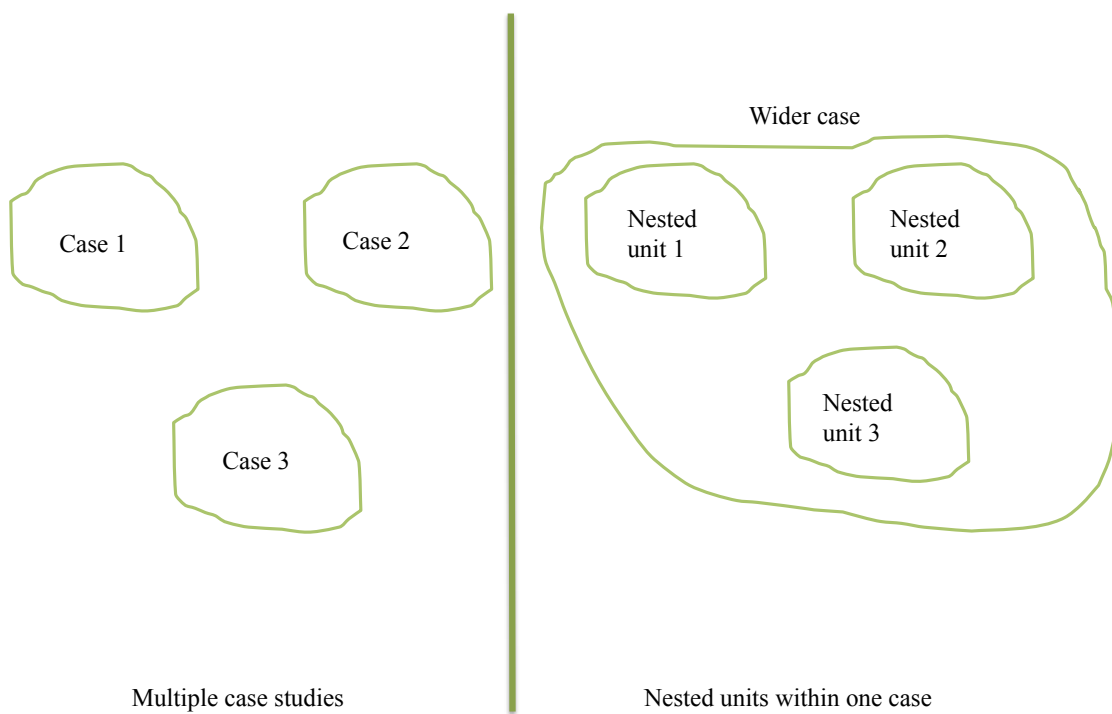 Case 1
Case 2
Case 3
Multiple case studies
Wider case
Nested
unit 1
Nested
unit 2
Nested
unit 3
Nested units within one case